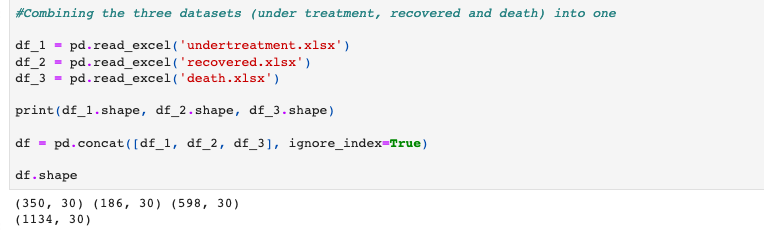 #Combining the three datasets (under treatment, recovered and death) into one
df_1 = pd.read_excel('undertreatment.xlsx')
df_2 = pd.read_excel('recovered.xlsx')
df_3 = pd.read_excel('death.xlsx')
print(df_1.shape, df_2.shape, df_3.shape)
df = pd.concat([df_1, df_2, df_3], ignore_index=True)
df.shape
(350, 30) (186, 30) (598, 30)
(1134, 30)